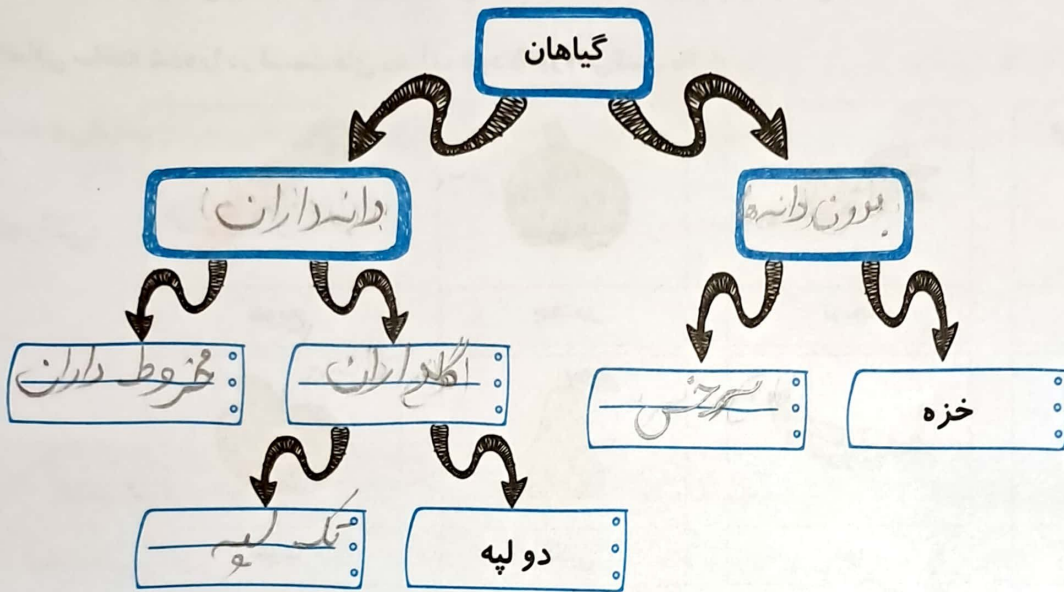 گیاهان
بدون دانه ها
دانه داران
خزه
سرخس
گلداران
مخروط داران
دو لپه
تک لپه